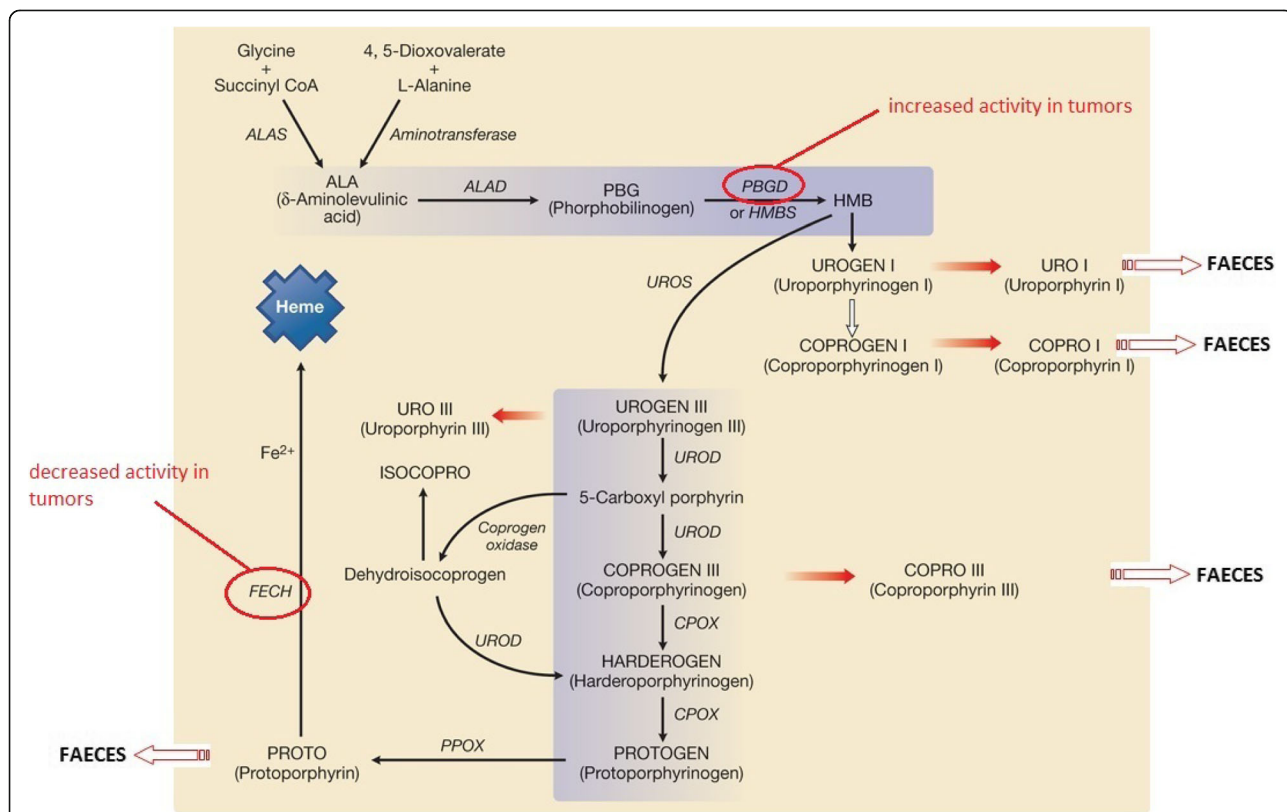 Glycine
+
Succinyl CoA
4, 5-Dioxovalerate
+
L-Alanine
increased activity in tumors
ALAS
Aminotransferase
ALA
(δ-Aminolevulinic
acid)
ALAD
PBG
(Phorphobilinogen)
PBGD
or HMBS
HMB
UROS
UROGEN I
(Uroporphyrinogen I)
URO I
(Uroporphyrin I)
FAECES
Heme
COPROGEN I
(Coproporphyrinogen I)
COPRO I
(Coproporphyrin I)
FAECES
URO III
(Uroporphyrin III)
UROGEN III
(Uroporphyrinogen III)
Fe2+
decreased activity in
tumors
UROD
ISOCOPRO
5-Carboxyl porphyrin
Coprogen
oxidase
UROD
Dehydroisocoprogen
COPROGEN III
(Coproporphyrinogen)
COPRO III
(Coproporphyrin III)
FAECES
FECH
CPOX
UROD
HARDEROGEN
(Harderoporphyrinogen)
CPOX
FAECES
PROTO
(Protoporphyrin)
PPOX
PROTOGEN
(Protoporphyrinogen)